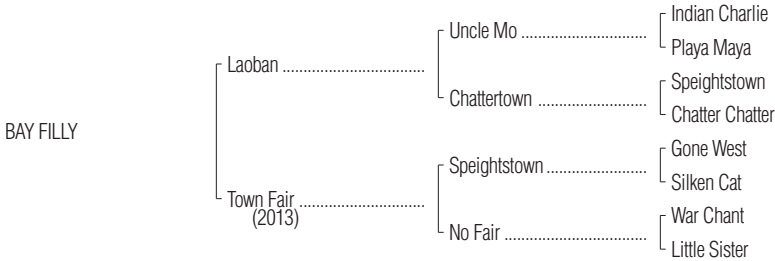 Indian Charlie
Uncle Mo ................................
Playa Maya
Laoban ....................................
Speightstown
Chattertown ...........................
Chatter Chatter
BAY FILLY
Gone West
Speightstown .........................
Silken Cat
Town Fair ................................
(2013)
War Chant
No Fair ....................................
Little Sister